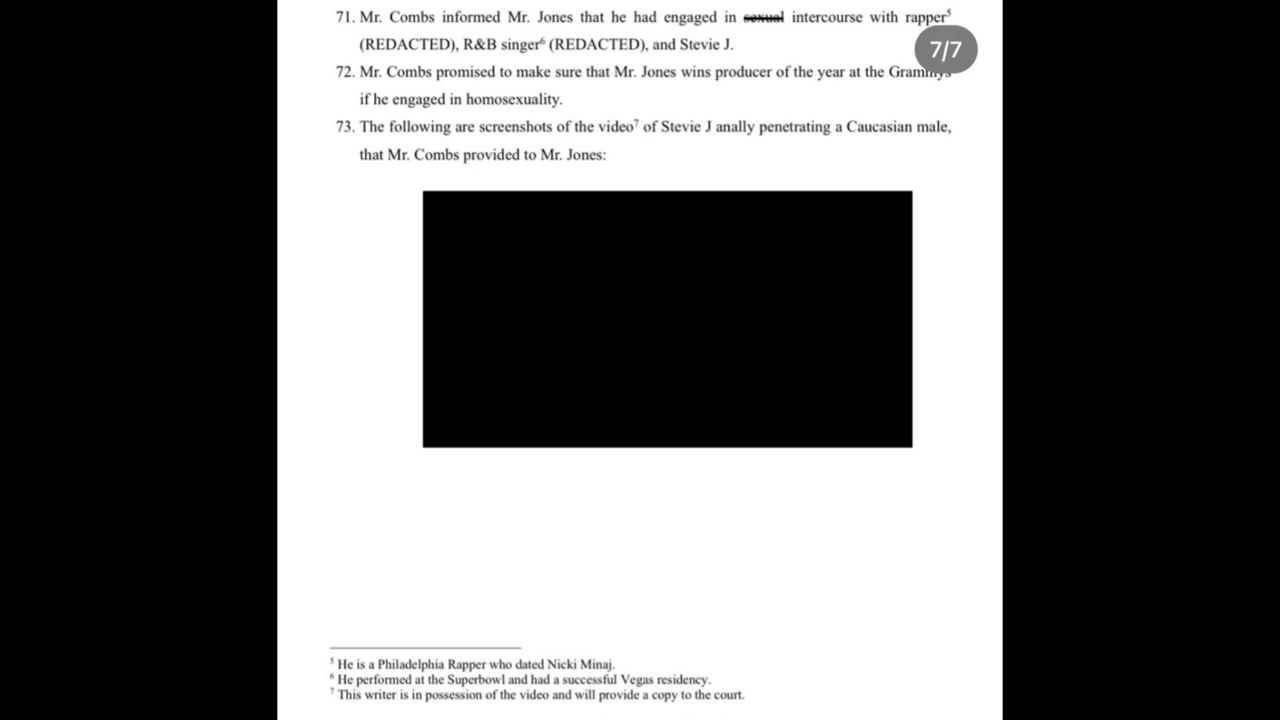 71. Mr. Combs informed Mr. Jones that he had engaged in sexual intercourse with rapper⁵
(REDACTED), R&B singer⁶ (REDACTED), and Stevie J.
7/7
72. Mr. Combs promised to make sure that Mr. Jones wins producer of the year at the Grammys
if he engaged in homosexuality.
73. The following are screenshots of the video⁷ of Stevie J anally penetrating a Caucasian male,
that Mr. Combs provided to Mr. Jones:
⁵ He is a Philadelphia Rapper who dated Nicki Minaj.
⁶ He performed at the Superbowl and had a successful Vegas residency.
⁷ This writer is in possession of the video and will provide a copy to the court.